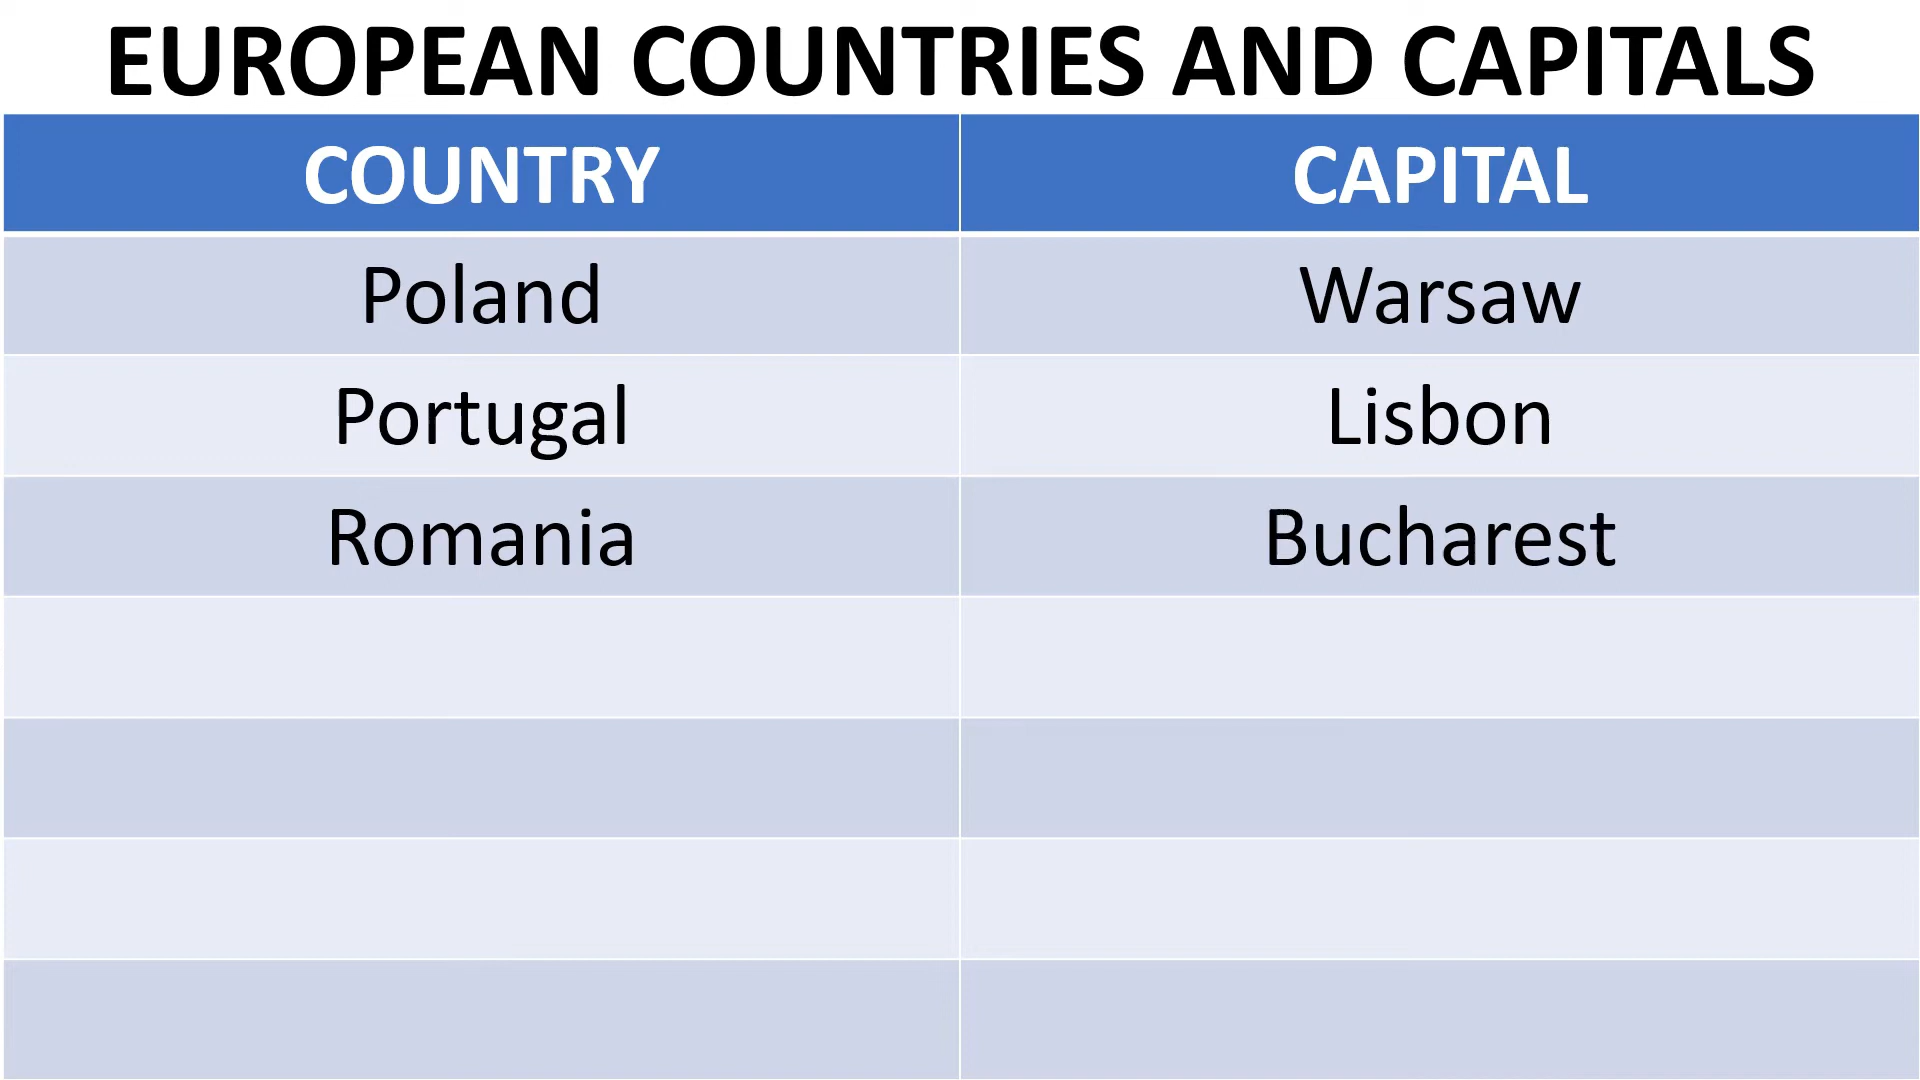 EUROPEAN COUNTRIES AND CAPITALS
COUNTRY CAPITAL
Poland Warsaw
Portugal Lisbon
Romania Bucharest